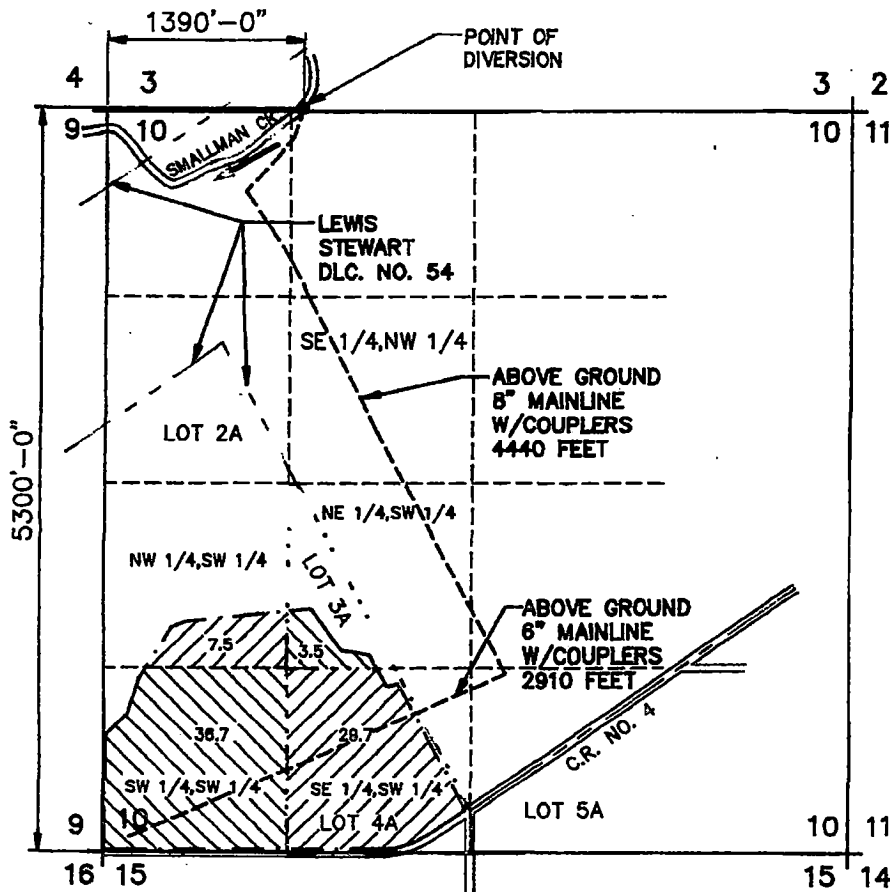 1390'-0"
POINT OF
DIVERSION
4 3
3 2
9 10
10 11
SMALLMAN CK
LEWIS
STEWART
DLC. NO. 54
SE 1/4,NW 1/4
ABOVE GROUND
8" MAINLINE
W/COUPLERS
4440 FEET
LOT 2A
5300'-0"
NE 1/4,SW 1/4
NW 1/4,SW 1/4
LOT 3A
ABOVE GROUND
6" MAINLINE
W/COUPLERS
2910 FEET
7.5
3.5
36.7
28.7
C.R. NO. 4
SW 1/4,SW 1/4
SE 1/4,SW 1/4
LOT 4A
LOT 5A
9 10
10 11
16 15
15 14